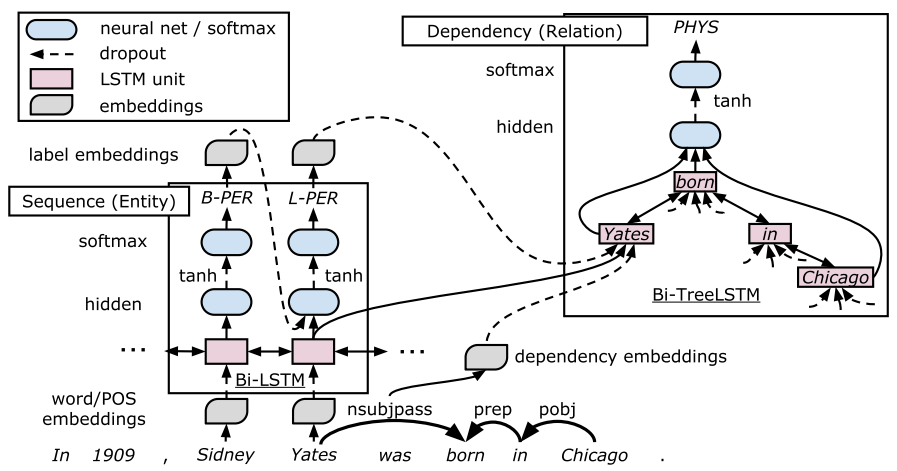 neural net / softmax
dropout
LSTM unit
embeddings
Dependency (Relation)
PHYS
softmax
tanh
hidden
born
Yates
in
Chicago
Bi-TreeLSTM
label embeddings
Sequence (Entity)
B-PER L-PER
softmax
tanh tanh
hidden
... ...
Bi-LSTM
dependency embeddings
word/POS
embeddings
nsubjpass prep pobj
In 1909 , Sidney Yates was born in Chicago .